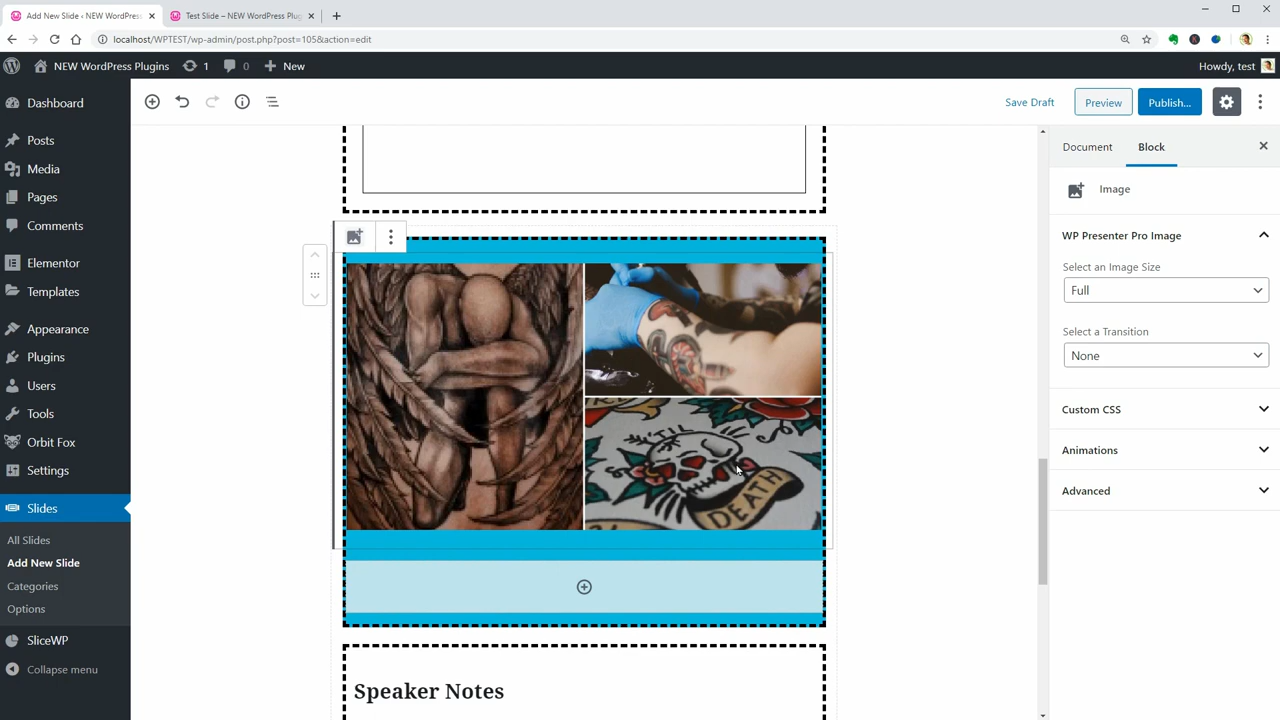 Add New Slide ‹ NEW WordPress
Test Slide – NEW WordPress Plug
localhost/WPTEST/wp-admin/post.php?post=105&action=edit
NEW WordPress Plugins
1
0
New
Howdy, test
Dashboard
Posts
Media
Pages
Comments
Elementor
Templates
Appearance
Plugins
Users
Tools
Orbit Fox
Settings
Slides
All Slides
Add New Slide
Categories
Options
SliceWP
Collapse menu
Save Draft
Preview
Publish...
'TIL
DEATH
Speaker Notes
Document
Block
Image
WP Presenter Pro Image
Select an Image Size
Full
Select a Transition
None
Custom CSS
Animations
Advanced